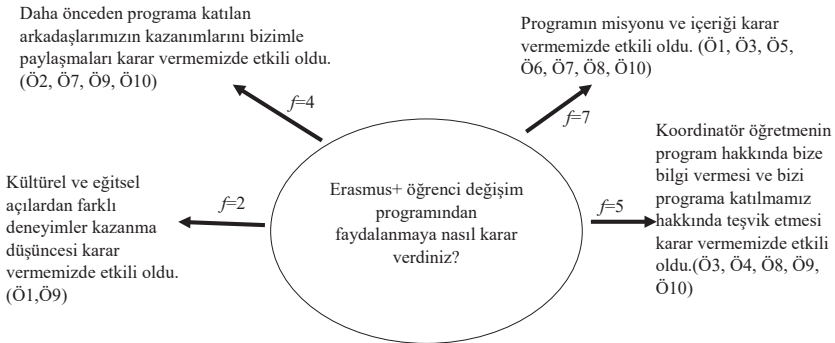 Daha önceden programa katılan
arkadaşlarımızın kazanımlarını bizimle
paylaşmaları karar vermemizde etkili oldu.
(Ö2, Ö7, Ö9, Ö10)
f=4
Programın misyonu ve içeriği karar
vermemizde etkili oldu. (Ö1, Ö3, Ö5,
Ö6, Ö7, Ö8, Ö10)
f=7
Kültürel ve eğitsel
açılardan farklı
deneyimler kazanma
düşüncesi karar
vermemizde etkili oldu.
(Ö1,Ö9)
f=2
Erasmus+ öğrenci değişim
programından
faydalanmaya nasıl karar
verdiniz?
f=5
Koordinatör öğretmenin
program hakkında bize
bilgi vermesi ve bizi
programa katılmamız
hakkında teşvik etmesi
karar vermemizde etkili
oldu.(Ö3, Ö4, Ö8, Ö9,
Ö10)